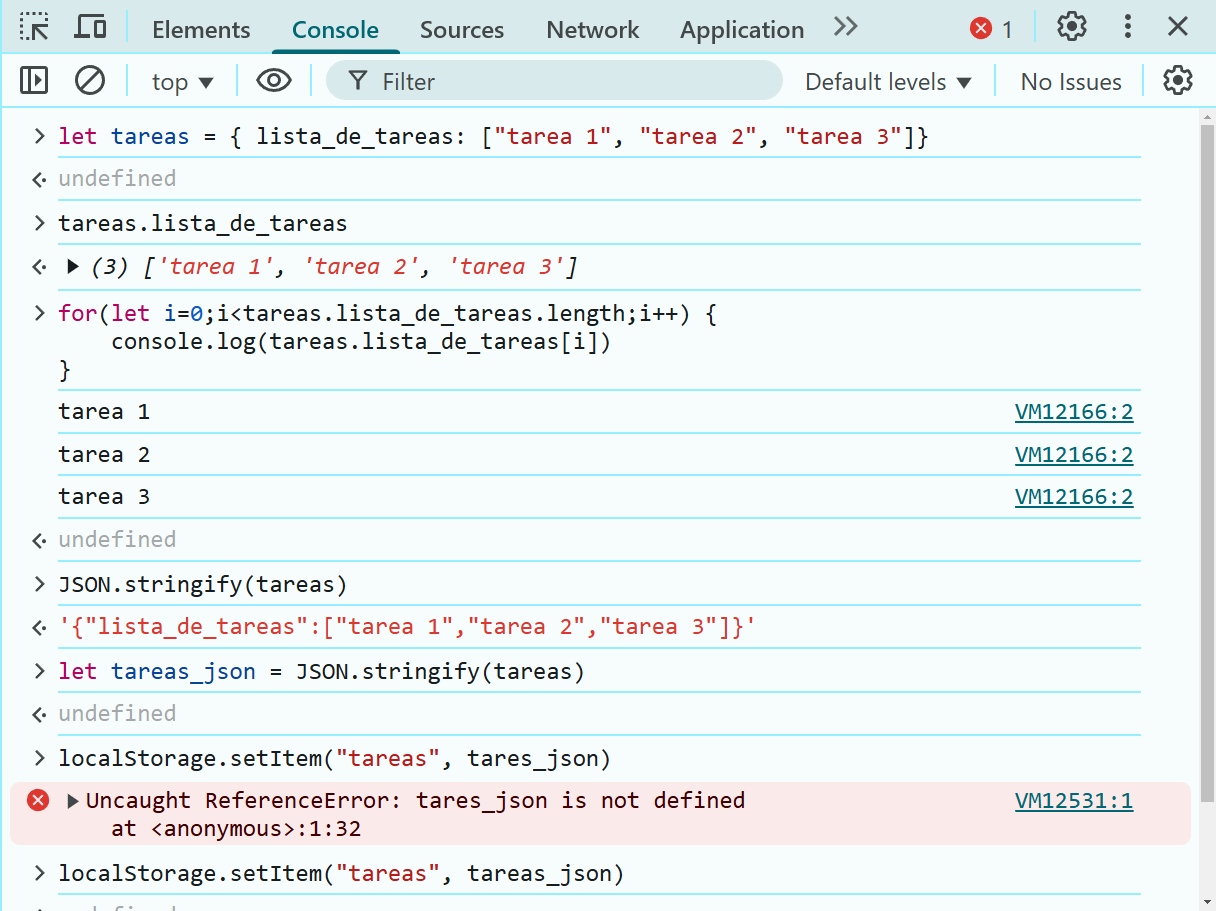 Elements Console Sources Network Application 1
top Filter Default levels No Issues
let tareas = { lista_de_tareas: ["tarea 1", "tarea 2", "tarea 3"]}
undefined
tareas.lista_de_tareas
(3) ['tarea 1', 'tarea 2', 'tarea 3']
for(let i=0;i<tareas.lista_de_tareas.length;i++) {
    console.log(tareas.lista_de_tareas[i])
}
tarea 1 VM12166:2
tarea 2 VM12166:2
tarea 3 VM12166:2
undefined
JSON.stringify(tareas)
'{"lista_de_tareas":["tarea 1","tarea 2","tarea 3"]}'
let tareas_json = JSON.stringify(tareas)
undefined
localStorage.setItem("tareas", tares_json)
Uncaught ReferenceError: tares_json is not defined VM12531:1
    at <anonymous>:1:32
localStorage.setItem("tareas", tareas_json)